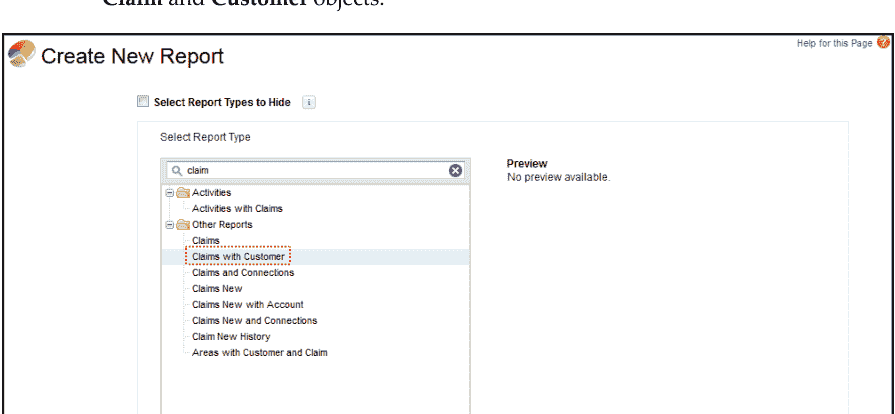 Claim and Customer objects.
Help for this Page
Create New Report
Select Report Types to Hide i
Select Report Type
claim
Preview
No preview available.
Activities
Activities with Claims
Other Reports
Claims
Claims with Customer
Claims and Connections
Claims New
Claims New with Account
Claims New and Connections
Claim New History
Areas with Customer and Claim